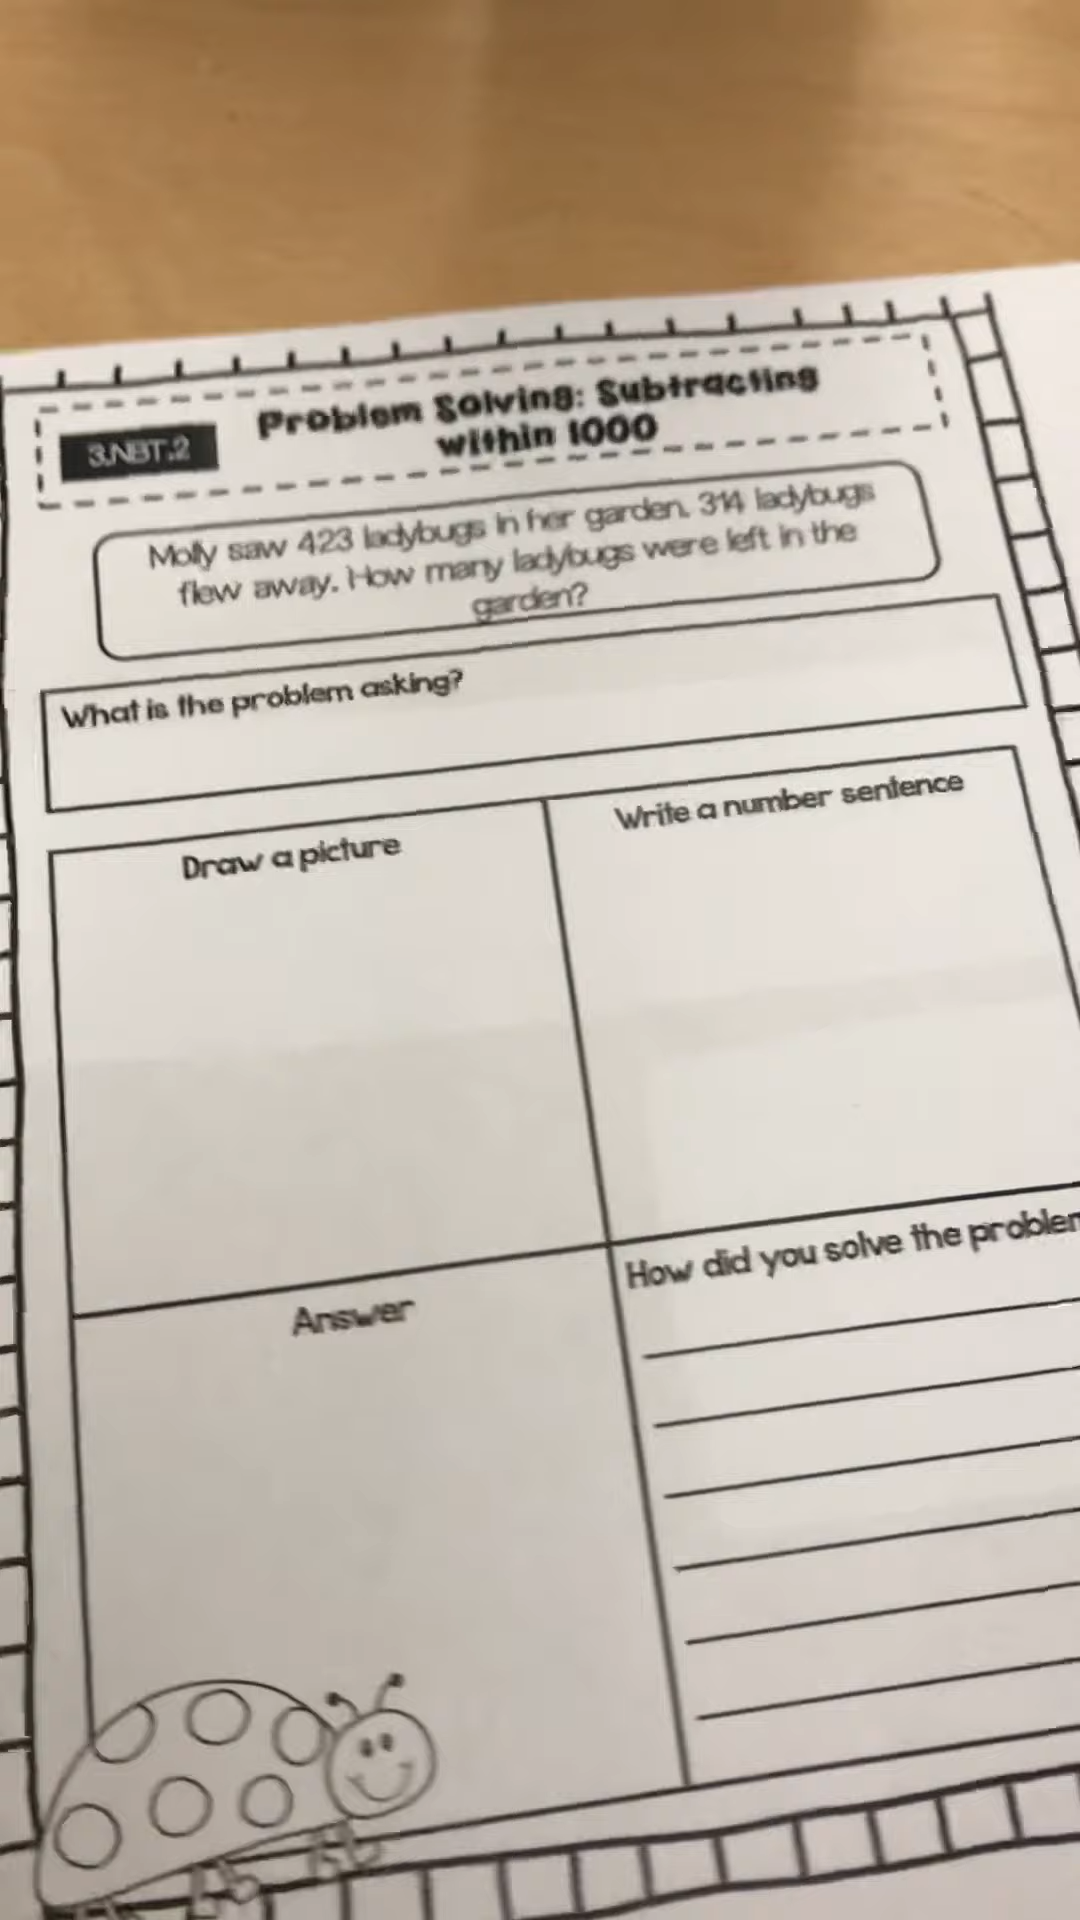 3.NBT.2
Problem Solving: Subtracting
within 1000
Molly saw 423 ladybugs in her garden. 314 ladybugs
flew away. How many ladybugs were left in the
garden?
What is the problem asking?
Draw a picture
Write a number sentence
Answer
How did you solve the